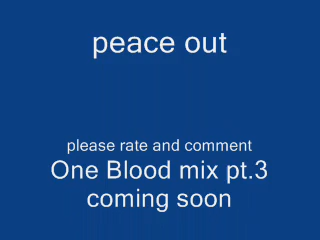 peace out
please rate and comment
One Blood mix pt.3
coming soon